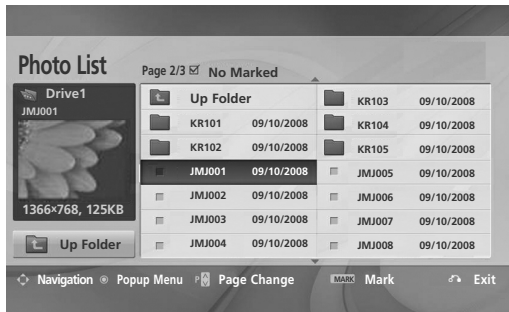 Photo List
Page 2/3 No Marked
Drive1
JMJ001
1366×768, 125KB
Up Folder
Up Folder
KR101 09/10/2008
KR102 09/10/2008
JMJ001 09/10/2008
JMJ002 09/10/2008
JMJ003 09/10/2008
JMJ004 09/10/2008
KR103 09/10/2008
KR104 09/10/2008
KR105 09/10/2008
JMJ005 09/10/2008
JMJ006 09/10/2008
JMJ007 09/10/2008
JMJ008 09/10/2008
Navigation Popup Menu P Page Change MARK Mark Exit